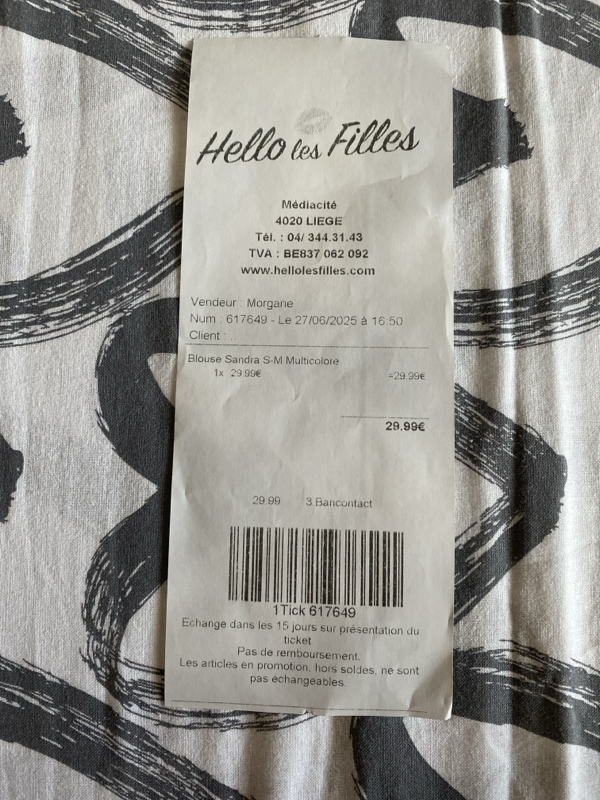 Hello les Filles
Médiacité
4020 LIEGE
Tél. : 04/ 344.31.43
TVA : BE837 062 092
www.hellolesfilles.com
Vendeur : Morgane
Num : 617649 - Le 27/06/2025 à 16:50
Client : ..
Blouse Sandra S-M Multicolore
1x 29.99€ =29.99€
29.99€
29.99 3.Bancontact
1Tick 617649
Echange dans les 15 jours sur présentation du
ticket
Pas de remboursement.
Les articles en promotion, hors soldes, ne sont
pas échangeables.